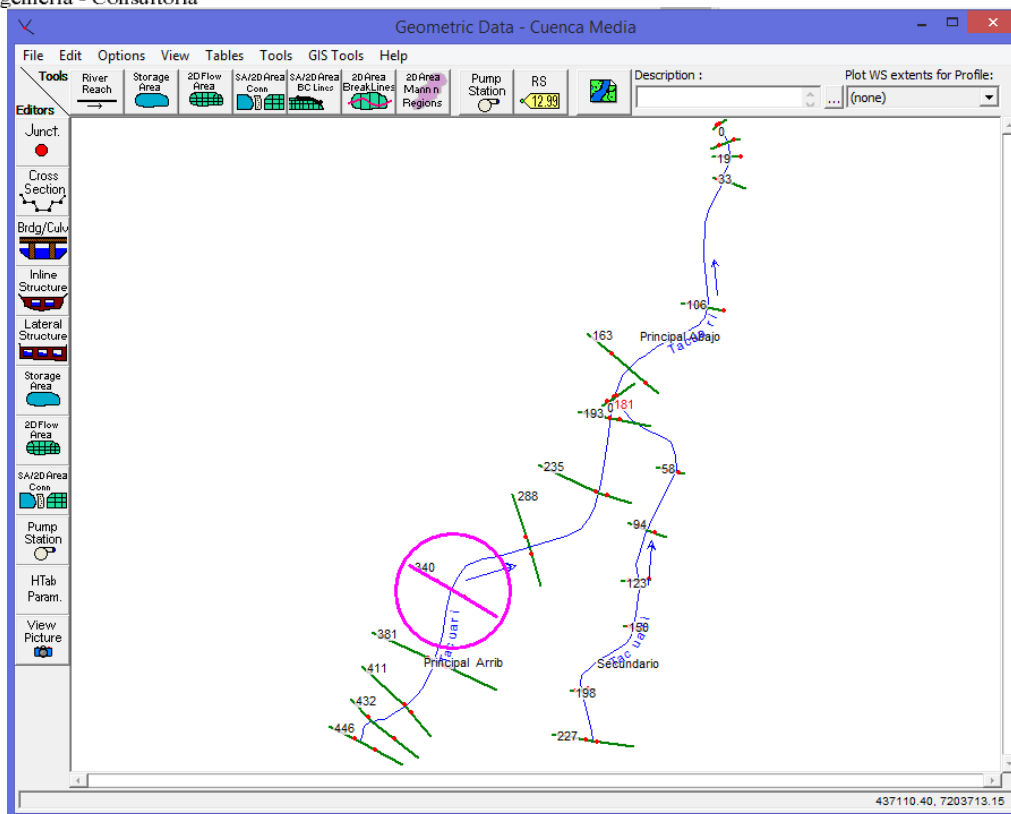 Geometric Data - Cuenca Media
File Edit Options View Tables Tools GIS Tools Help
Tools
Editors
River Reach
Storage Area
2D Flow Area
SA/2D Area Conn
SA/2D Area BC Lines
2D Area BreakLines
2D Area Mann n Regions
Pump Station
RS
12.99
Description :
...
Plot WS extents for Profile:
(none)
Junct.
Cross Section
Brdg/Culv
Inline Structure
Lateral Structure
Storage Area
2D Flow Area
SA/2D Area Conn
Pump Station
HTab Param.
View Picture
0
19
33
106
Principal Abajo
Tacuari
163
0
181
193
58
235
288
94
340
123
158
381
Tacuari
Principal Arrib
Tacuari
Secundario
411
198
432
446
227
437110.40, 7203713.15